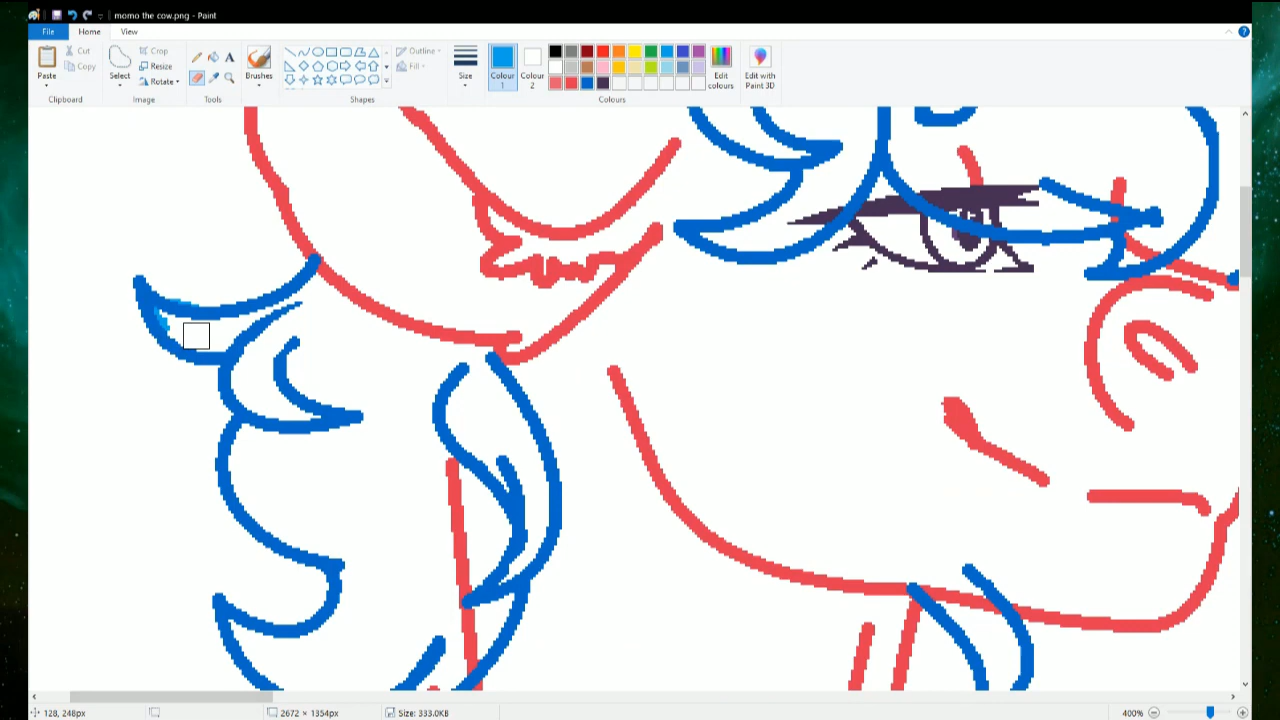 momo the cow.png - Paint
File Home View
Paste Cut Copy Clipboard
Select Crop Resize Rotate Image
Tools
Brushes
Outline Fill Shapes
Size
Colour 1
Colour 2
Edit colours
Edit with Paint 3D
Colours
128, 248px 2672 × 1354px Size: 333.0KB 400%